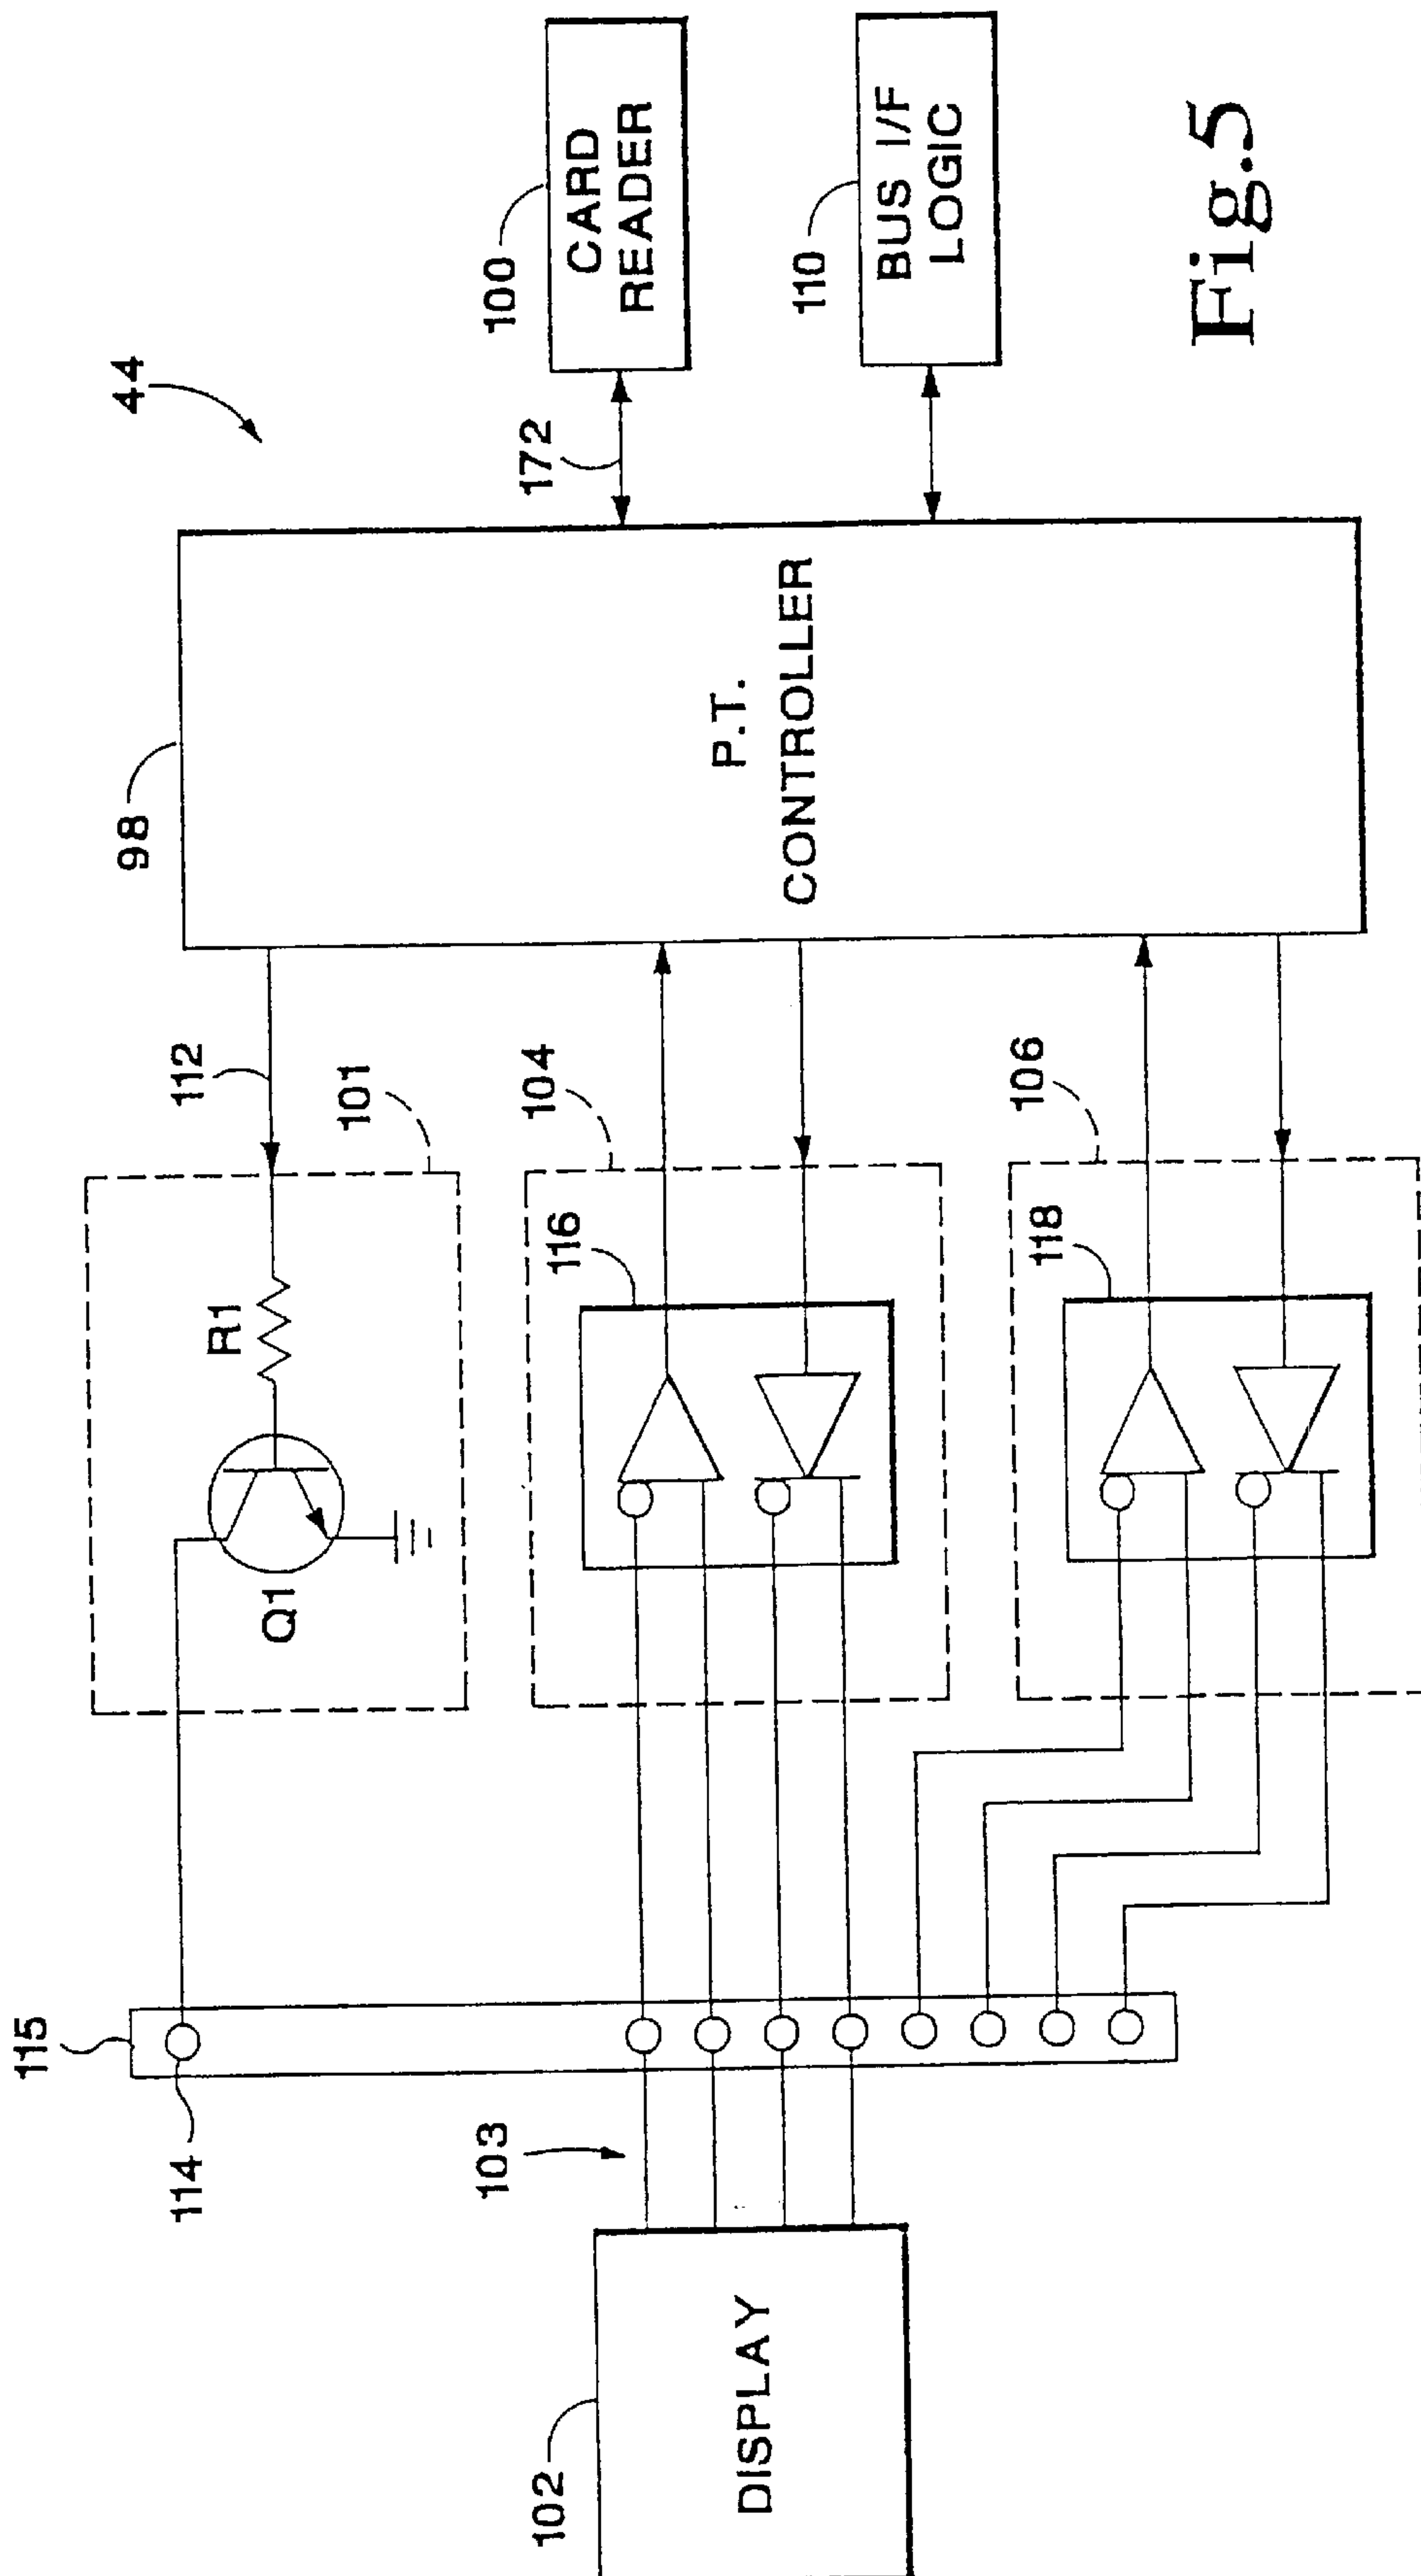 44
98
112
101
R1
Q1
104
116
106
118
P.T.
CONTROLLER
172
100
CARD
READER
110
BUS I/F
LOGIC
115
114
103
102
DISPLAY
Fig.5